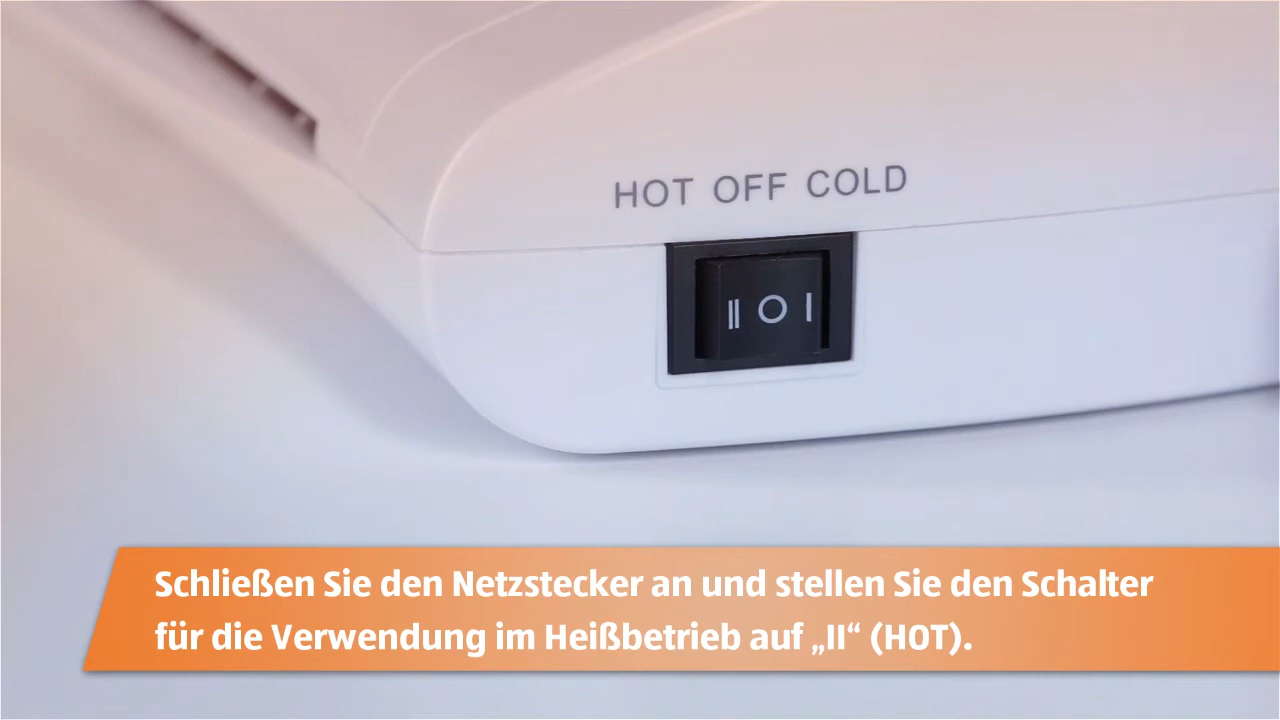 HOT OFF COLD
II O I
Schließen Sie den Netzstecker an und stellen Sie den Schalter
für die Verwendung im Heißbetrieb auf „II“ (HOT).